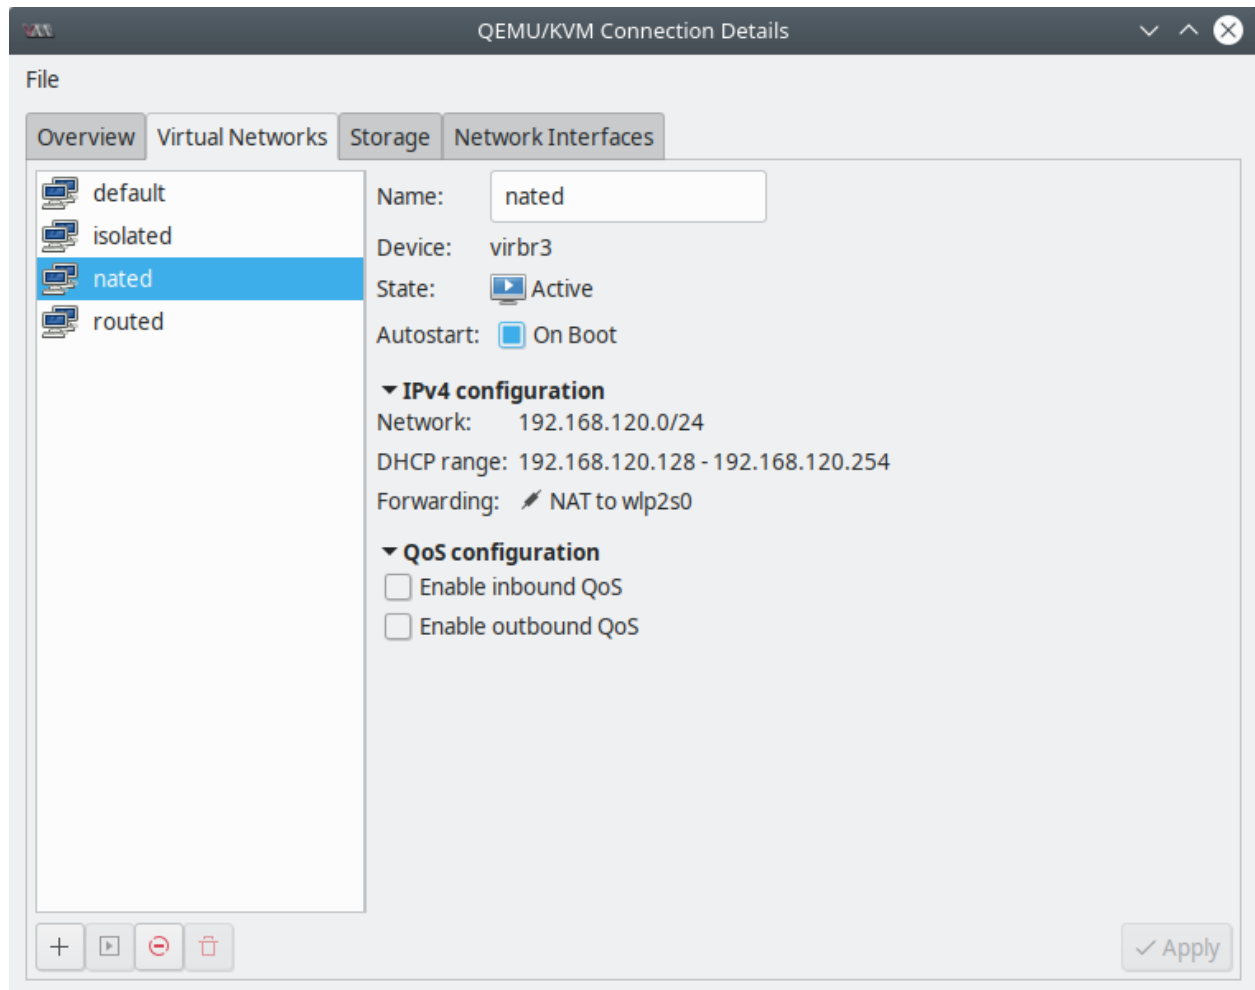 QEMU/KVM Connection Details
File
Overview Virtual Networks Storage Network Interfaces
default
isolated
nated
routed
Name: nated
Device: virbr3
State: Active
Autostart: On Boot
IPv4 configuration
Network: 192.168.120.0/24
DHCP range: 192.168.120.128 - 192.168.120.254
Forwarding: NAT to wlp2s0
QoS configuration
Enable inbound QoS
Enable outbound QoS
Apply